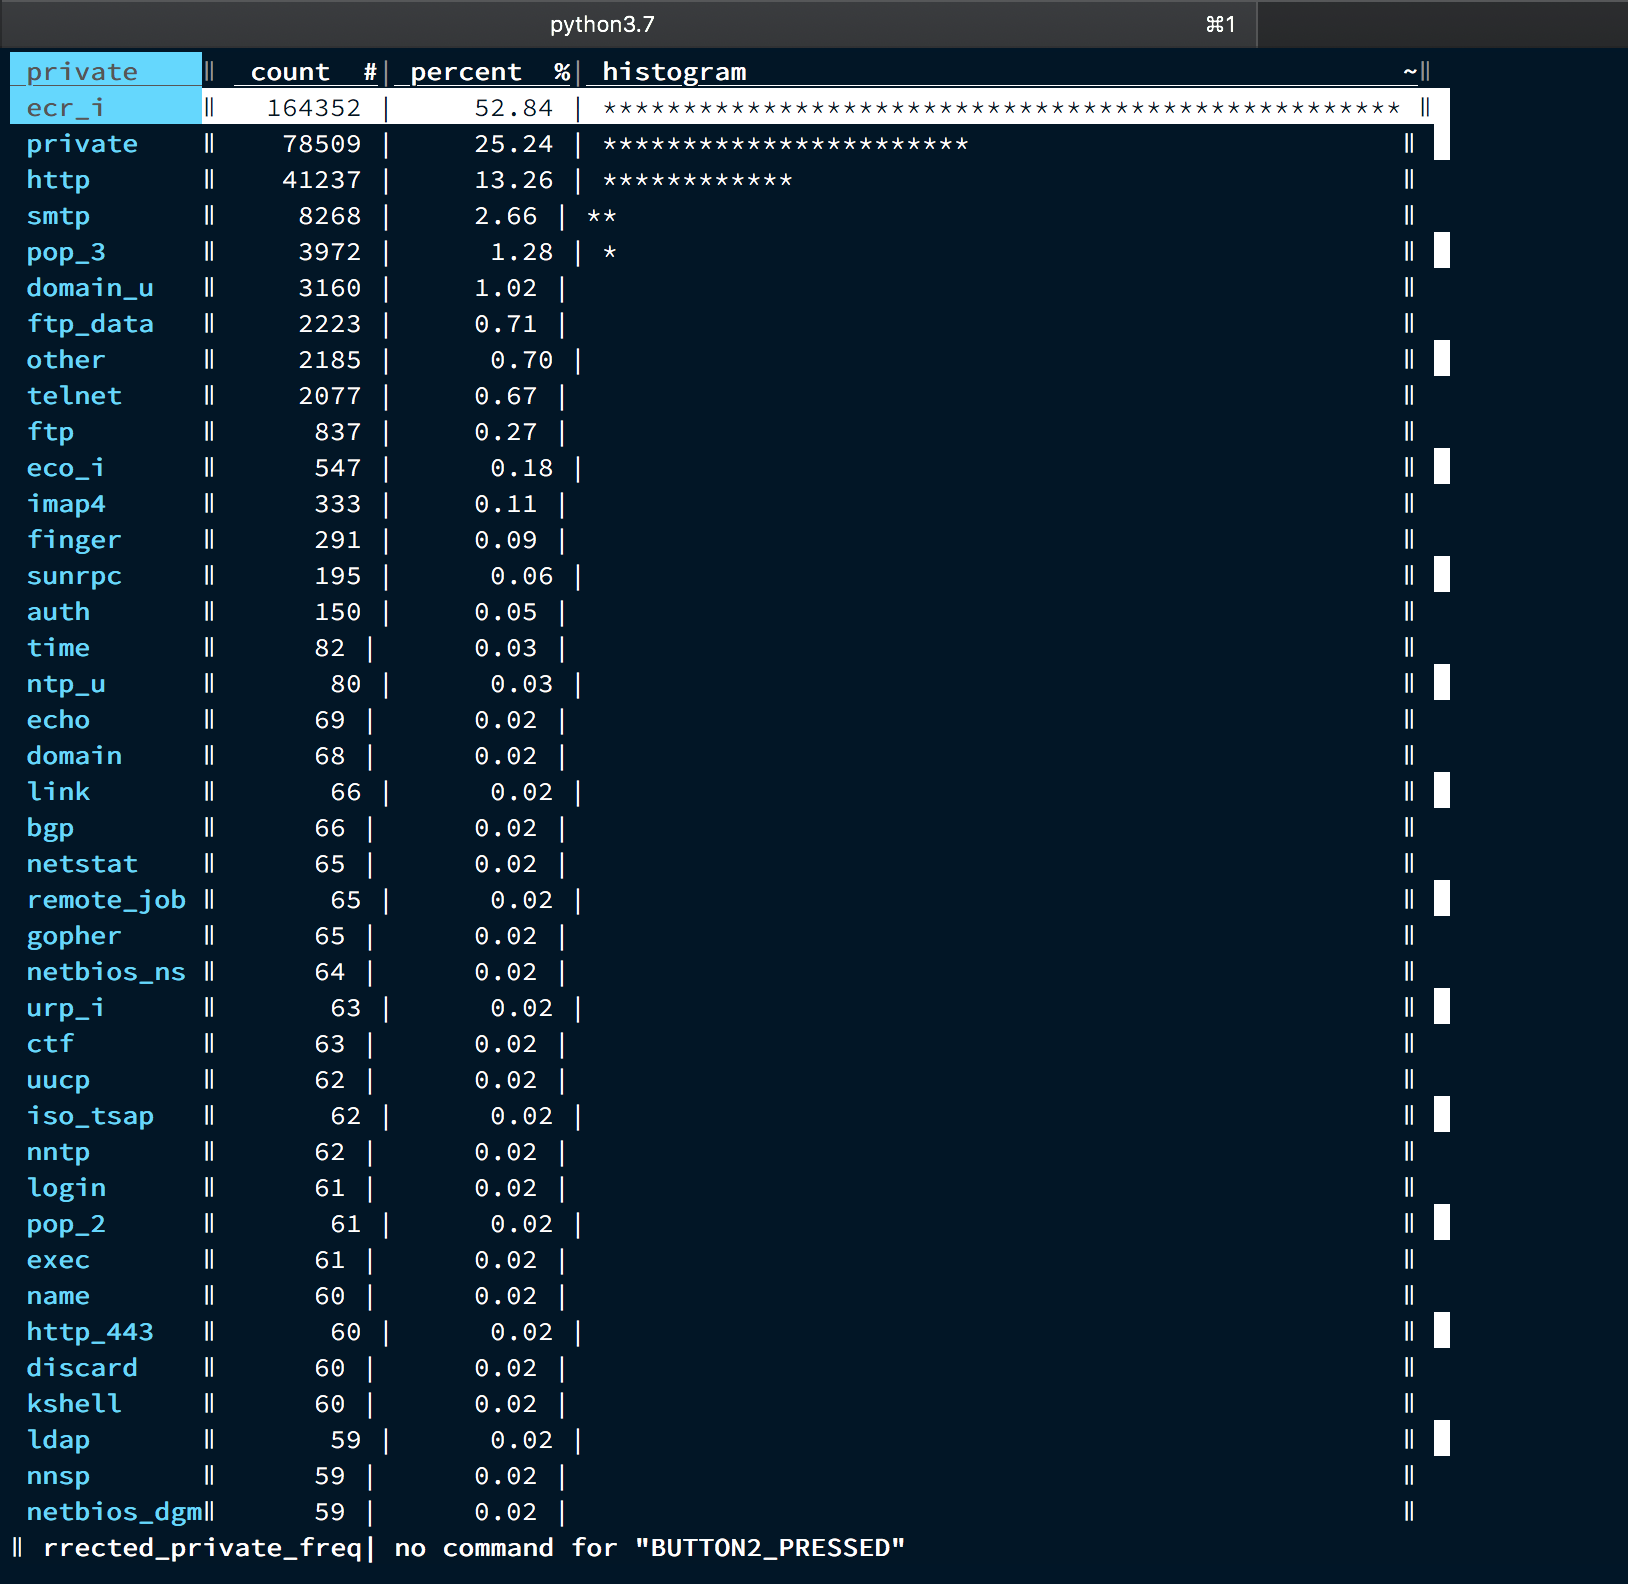 python3.7 ⌘1
private ‖ count #| percent %| histogram ~‖
ecr_i ‖ 164352 | 52.84 | ************************************************** ‖
private ‖ 78509 | 25.24 | *********************** ‖
http ‖ 41237 | 13.26 | ************ ‖
smtp ‖ 8268 | 2.66 | ** ‖
pop_3 ‖ 3972 | 1.28 | * ‖
domain_u ‖ 3160 | 1.02 | ‖
ftp_data ‖ 2223 | 0.71 | ‖
other ‖ 2185 | 0.70 | ‖
telnet ‖ 2077 | 0.67 | ‖
ftp ‖ 837 | 0.27 | ‖
eco_i ‖ 547 | 0.18 | ‖
imap4 ‖ 333 | 0.11 | ‖
finger ‖ 291 | 0.09 | ‖
sunrpc ‖ 195 | 0.06 | ‖
auth ‖ 150 | 0.05 | ‖
time ‖ 82 | 0.03 | ‖
ntp_u ‖ 80 | 0.03 | ‖
echo ‖ 69 | 0.02 | ‖
domain ‖ 68 | 0.02 | ‖
link ‖ 66 | 0.02 | ‖
bgp ‖ 66 | 0.02 | ‖
netstat ‖ 65 | 0.02 | ‖
remote_job ‖ 65 | 0.02 | ‖
gopher ‖ 65 | 0.02 | ‖
netbios_ns ‖ 64 | 0.02 | ‖
urp_i ‖ 63 | 0.02 | ‖
ctf ‖ 63 | 0.02 | ‖
uucp ‖ 62 | 0.02 | ‖
iso_tsap ‖ 62 | 0.02 | ‖
nntp ‖ 62 | 0.02 | ‖
login ‖ 61 | 0.02 | ‖
pop_2 ‖ 61 | 0.02 | ‖
exec ‖ 61 | 0.02 | ‖
name ‖ 60 | 0.02 | ‖
http_443 ‖ 60 | 0.02 | ‖
discard ‖ 60 | 0.02 | ‖
kshell ‖ 60 | 0.02 | ‖
ldap ‖ 59 | 0.02 | ‖
nnsp ‖ 59 | 0.02 | ‖
netbios_dgm‖ 59 | 0.02 | ‖
‖ rrected_private_freq| no command for "BUTTON2_PRESSED"